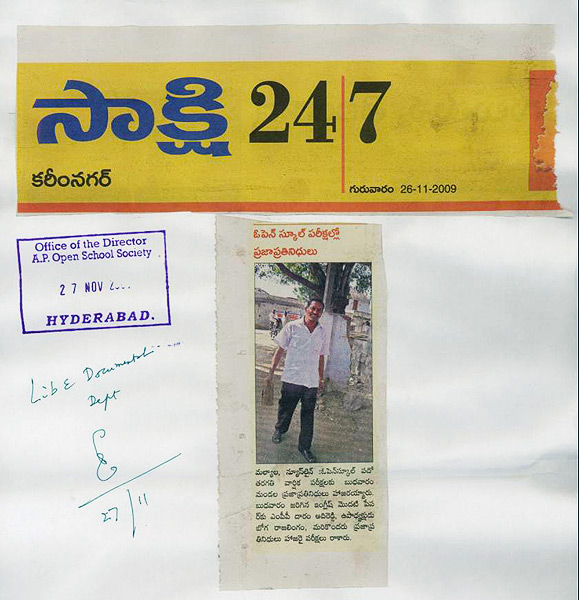 సాక్షి 24|7
కరీంనగర్
గురువారం 26-11-2009
ఓపెన్ స్కూల్ పరీక్షల్లో
ప్రజాప్రతినిధులు
Office of the Director
A.P. Open School Society
27 NOV
HYDERABAD.
Lib &
Dept
27/11
మల్యాల, న్యూస్‌టైన్ :ఓపెన్‌స్కూల్ పదో
తరగతి వార్షిక పరీక్షలకు బుధవారం
మండల ప్రజాప్రతినిధులు హాజరయ్యారు.
బుధవారం జరిగిన ఇంగ్లీష్ మొదటి పేప
ర్‌కు ఎంపీపీ దారం ఆదిరెడ్డి, ఉపాధ్యక్షుడు
బోగ రాజలింగం, మరికొందరు ప్రజాప్ర
తినిధులు హాజరై పరీక్షలు రాశారు.